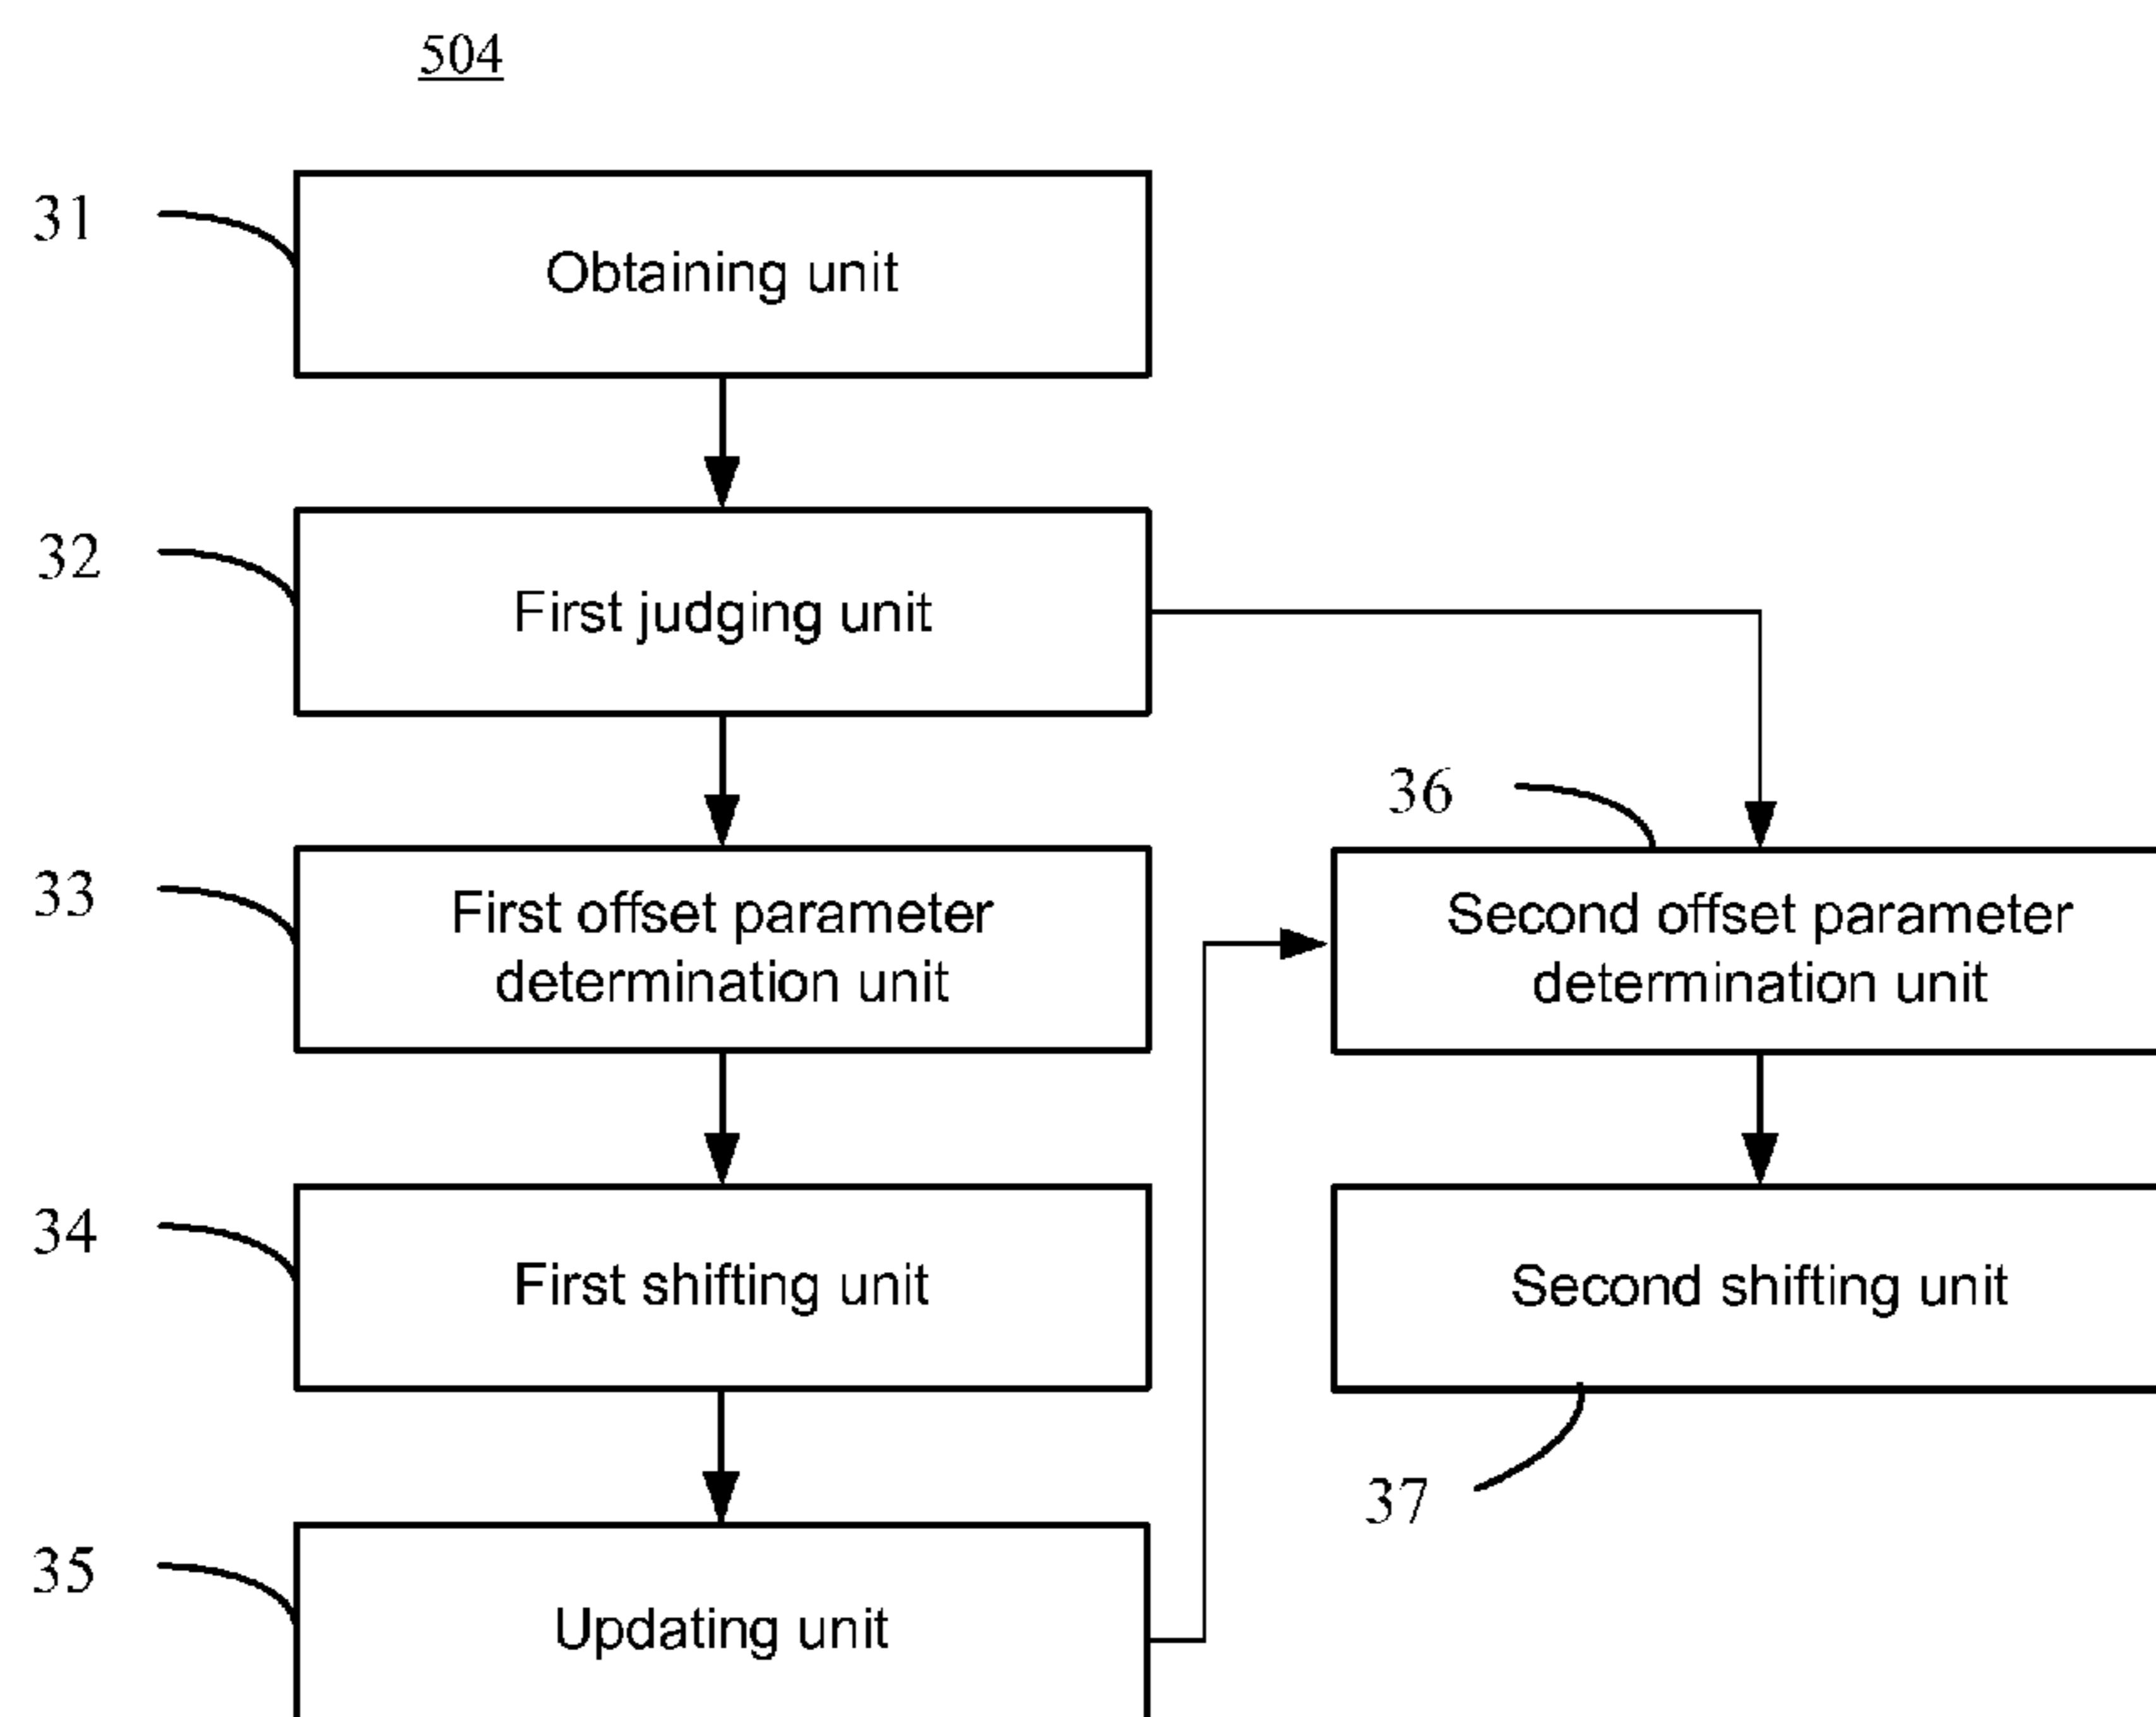 504
31
Obtaining unit
32
First judging unit
33
First offset parameter
determination unit
34
First shifting unit
35
Updating unit
36
Second offset parameter
determination unit
Second shifting unit
37